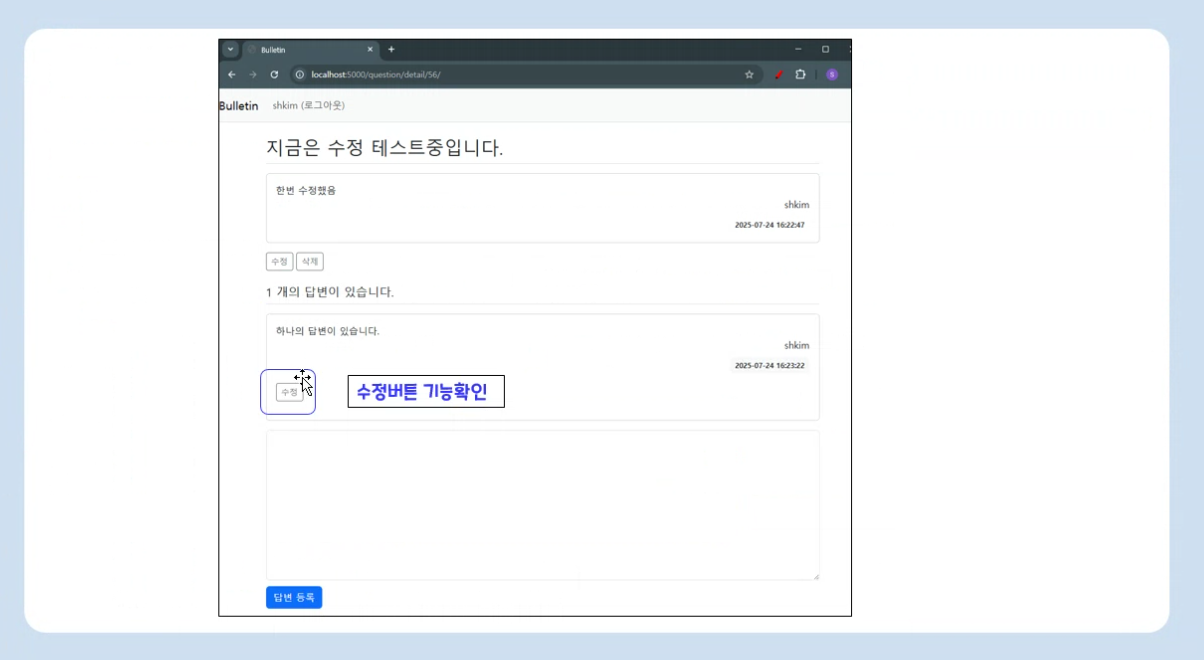 Bulletin
localhost:5000/question/detail/56/
S
Bulletin shkim (로그아웃)
지금은 수정 테스트중입니다.
한번 수정했음
shkim
2025-07-24 16:22:47
수정 삭제
1 개의 답변이 있습니다.
하나의 답변이 있습니다.
shkim
2025-07-24 16:23:22
수정
수정버튼 기능확인
답변 등록